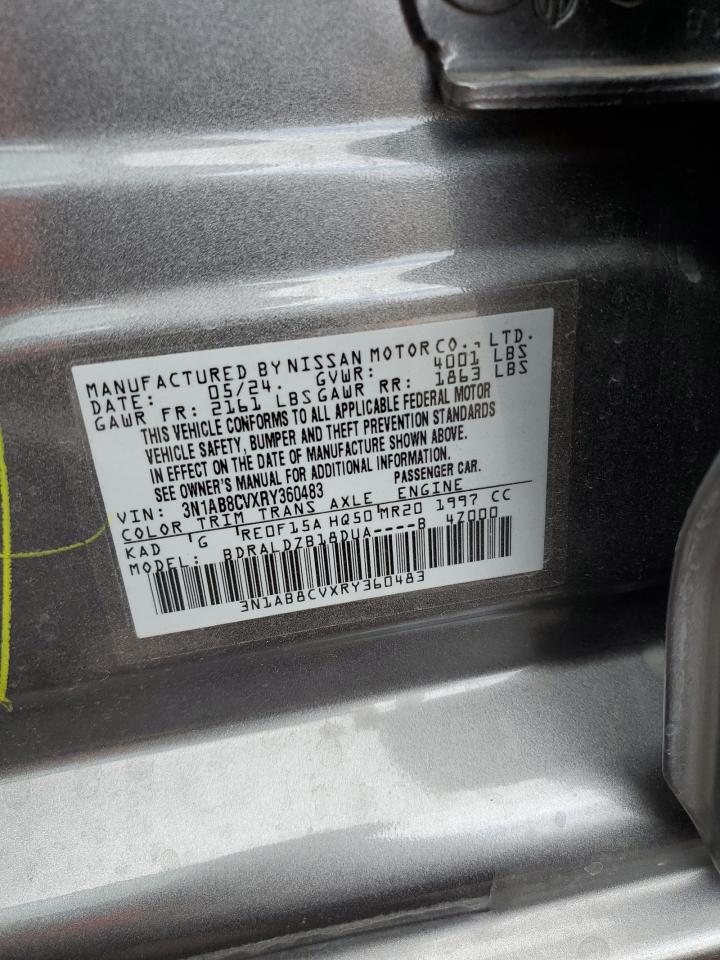 MANUFACTURED BY NISSAN MOTOR CO., LTD.
DATE: 05/24. GVWR: 4001 LBS
GAWR FR: 2161 LBS GAWR RR: 1863 LBS
THIS VEHICLE CONFORMS TO ALL APPLICABLE FEDERAL MOTOR
VEHICLE SAFETY, BUMPER AND THEFT PREVENTION STANDARDS
IN EFFECT ON THE DATE OF MANUFACTURE SHOWN ABOVE.
SEE OWNER'S MANUAL FOR ADDITIONAL INFORMATION.
VIN: 3N1AB8CVXRY360483 PASSENGER CAR.
COLOR TRIM TRANS AXLE ENGINE
KAD G RE0F15A HQ50 MR20 1997 CC
MODEL: BDRALDZB18DUA----B 4Z000
3N1AB8CVXRY360483